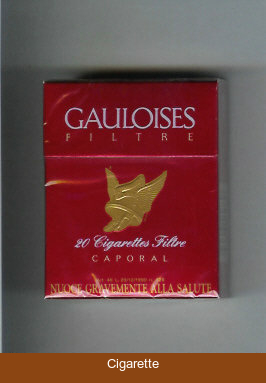 GAULOISES
FILTRE
20 Cigarettes Filtre
CAPORAL
NUOCE GRAVEMENTE ALLA SALUTE
Cigarette